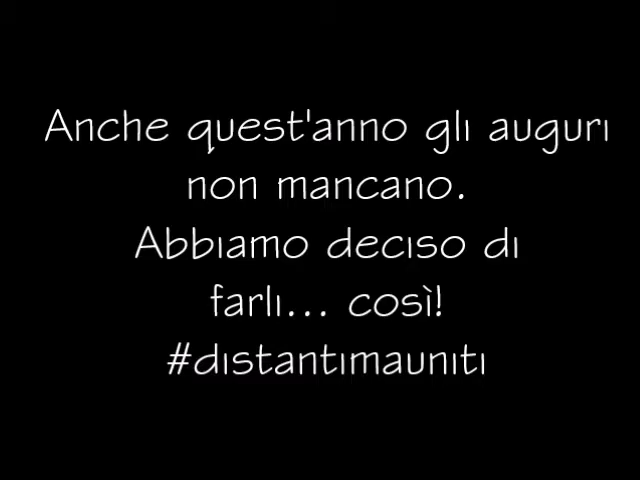 Anche quest'anno gli auguri
non mancano.
Abbiamo deciso di
farli... così!
#distantimauniti